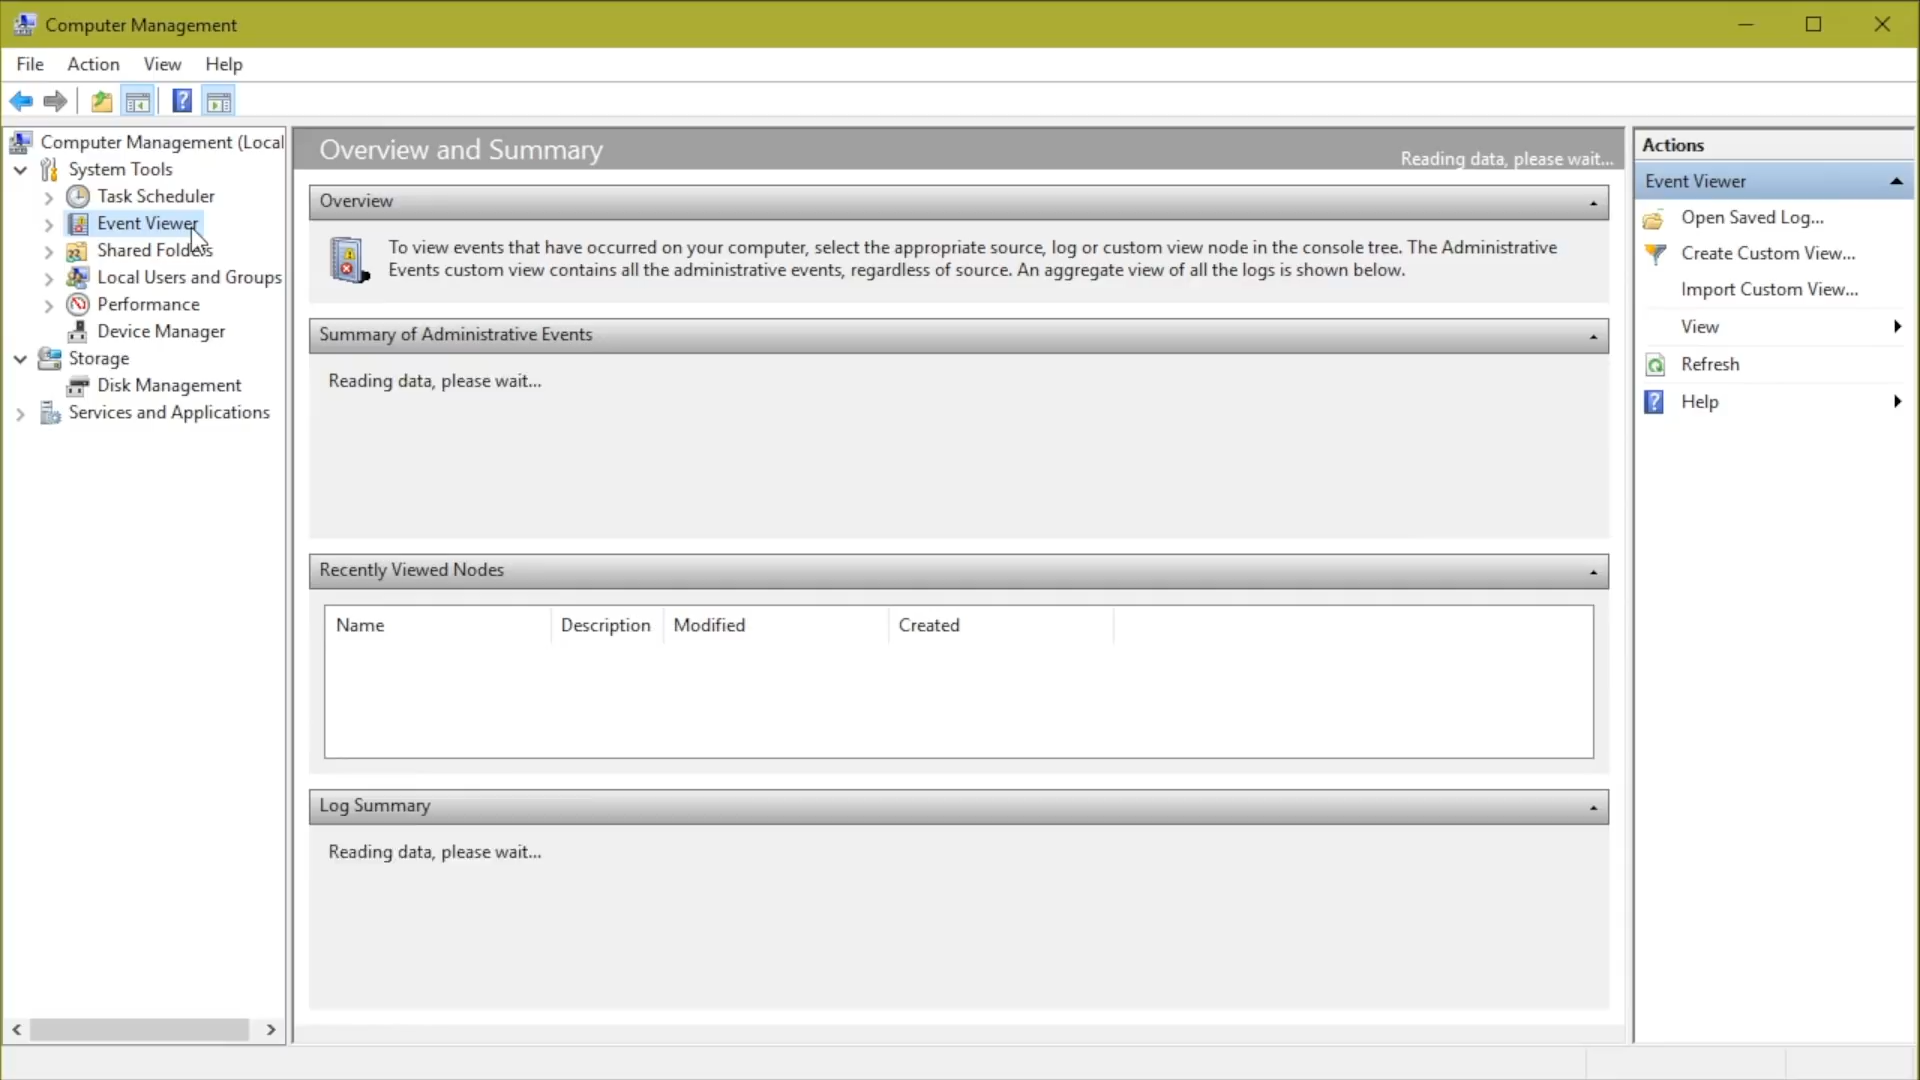 Computer Management
File Action View Help
Computer Management (Local
System Tools
Task Scheduler
Event Viewer
Shared Folders
Local Users and Groups
Performance
Device Manager
Storage
Disk Management
Services and Applications
Overview and Summary
Reading data, please wait...
Overview
To view events that have occurred on your computer, select the appropriate source, log or custom view node in the console tree. The Administrative
Events custom view contains all the administrative events, regardless of source. An aggregate view of all the logs is shown below.
Summary of Administrative Events
Reading data, please wait...
Recently Viewed Nodes
Name Description Modified Created
Log Summary
Reading data, please wait...
Actions
Event Viewer
Open Saved Log...
Create Custom View...
Import Custom View...
View
Refresh
Help